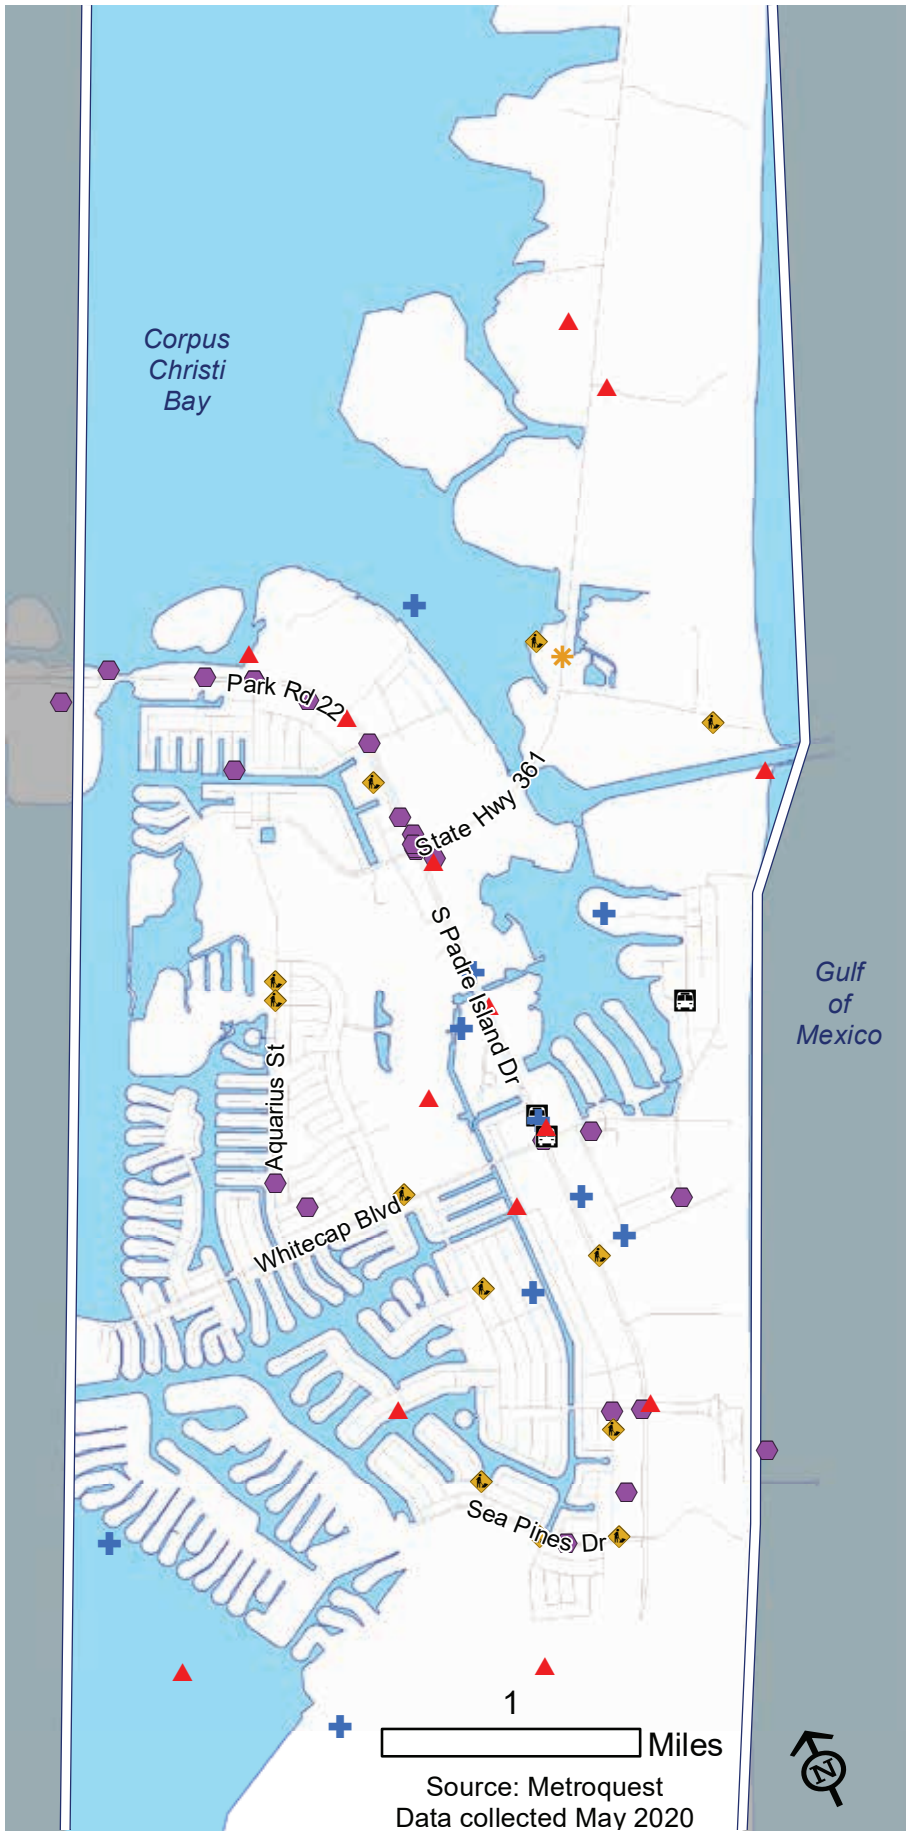 Corpus
Christi
Bay
Park Rd 22
State Hwy 361
S Padre Island Dr
Gulf
of
Mexico
Aquarius St
Whitecap Blvd
Sea Pines Dr
1
Miles
N
Source: Metroquest
Data collected May 2020